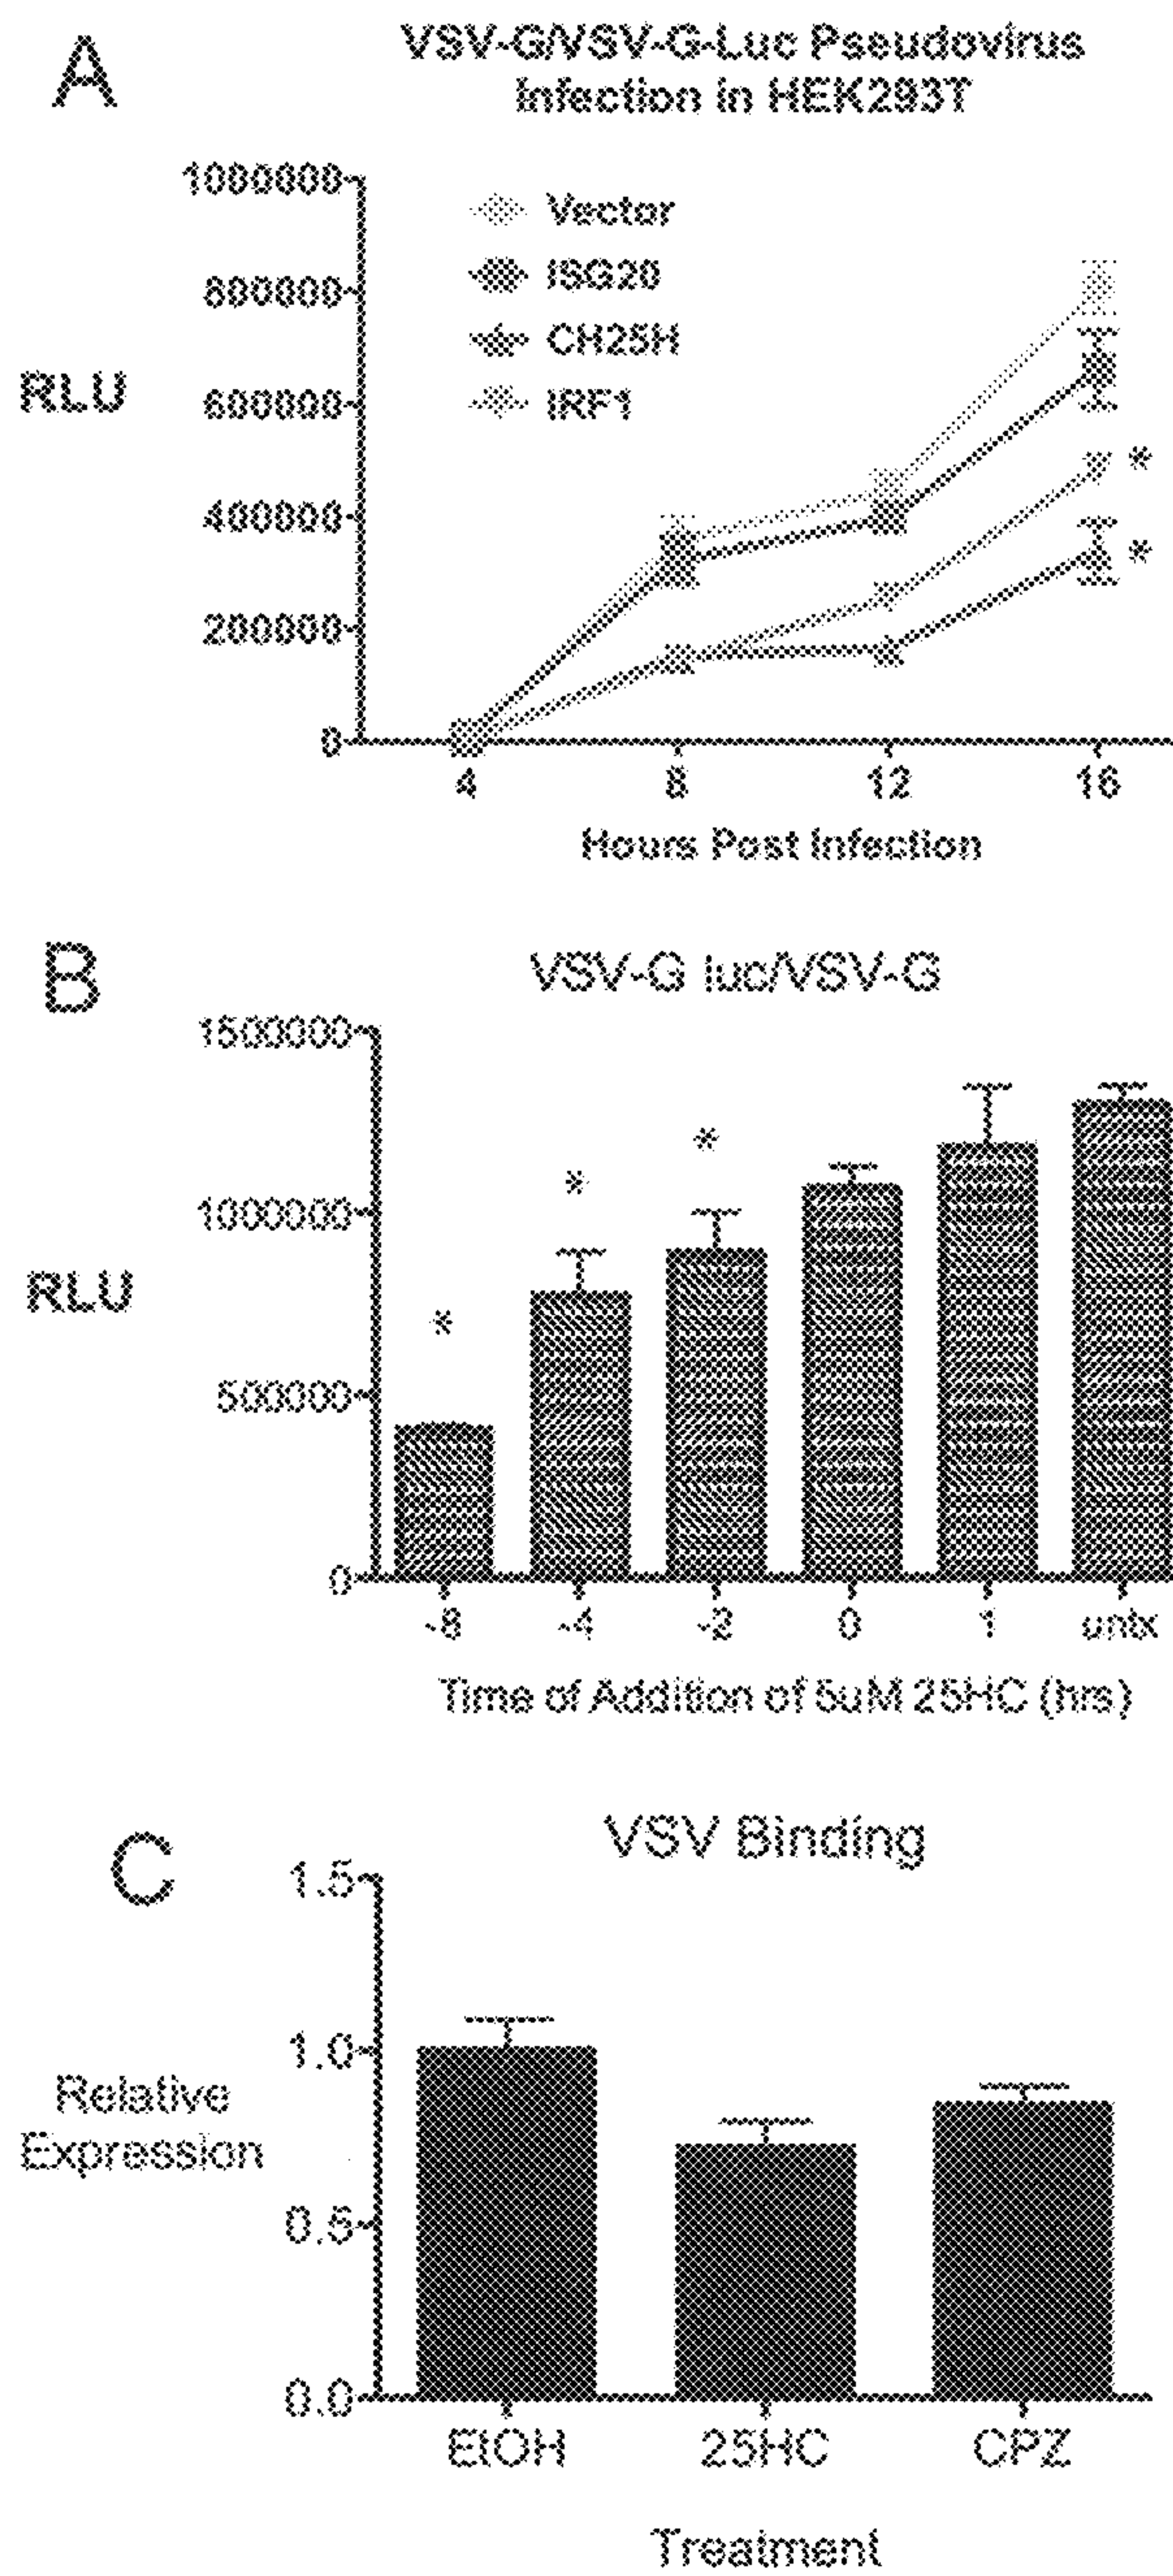 A
VSV-G/VSV-G-Luc Pseudovirus
Infection in HEK293T
1000000
800000
600000
400000
200000
0
RLU
Vector
ISG20
CH25H
IRF1
*
*
4 8 12 16
Hours Post Infection
B
VSV-G luc/VSV-G
1500000
1000000
500000
0
RLU
* * *
-8 -4 -2 0 1 untx
Time of Addition of 5uM 25HC (hrs)
C
VSV Binding
1.5
1.0
0.5
0.0
Relative
Expression
EtOH 25HC CPZ
Treatment